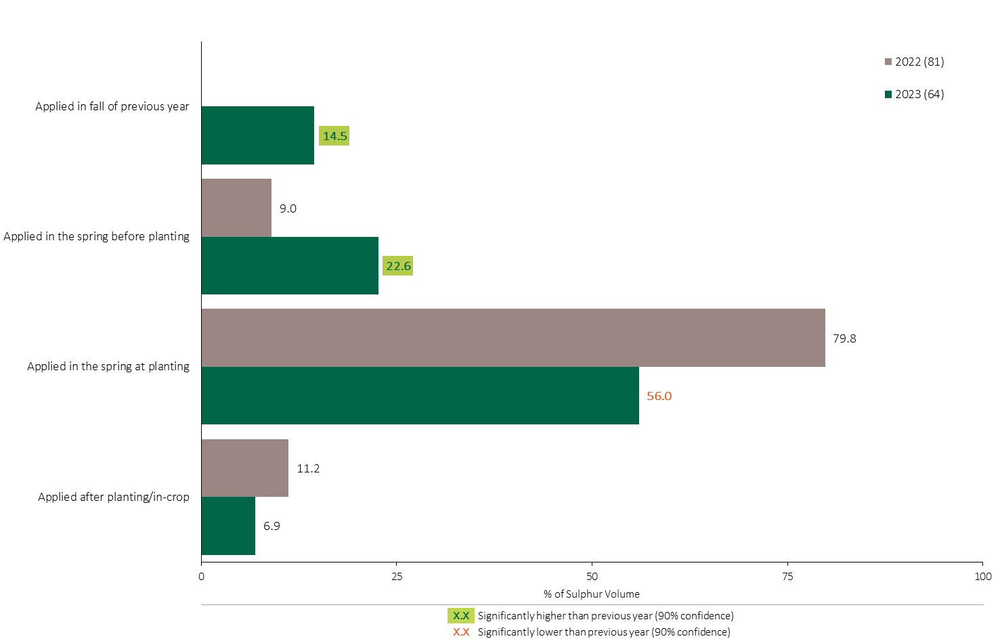 2022 (81)
2023 (64)
Applied in fall of previous year
14.5
Applied in the spring before planting
9.0
22.6
Applied in the spring at planting
79.8
56.0
Applied after planting/in-crop
11.2
6.9
0 25 50 75 100
% of Sulphur Volume
X.X Significantly higher than previous year (90% confidence)
X.X Significantly lower than previous year (90% confidence)